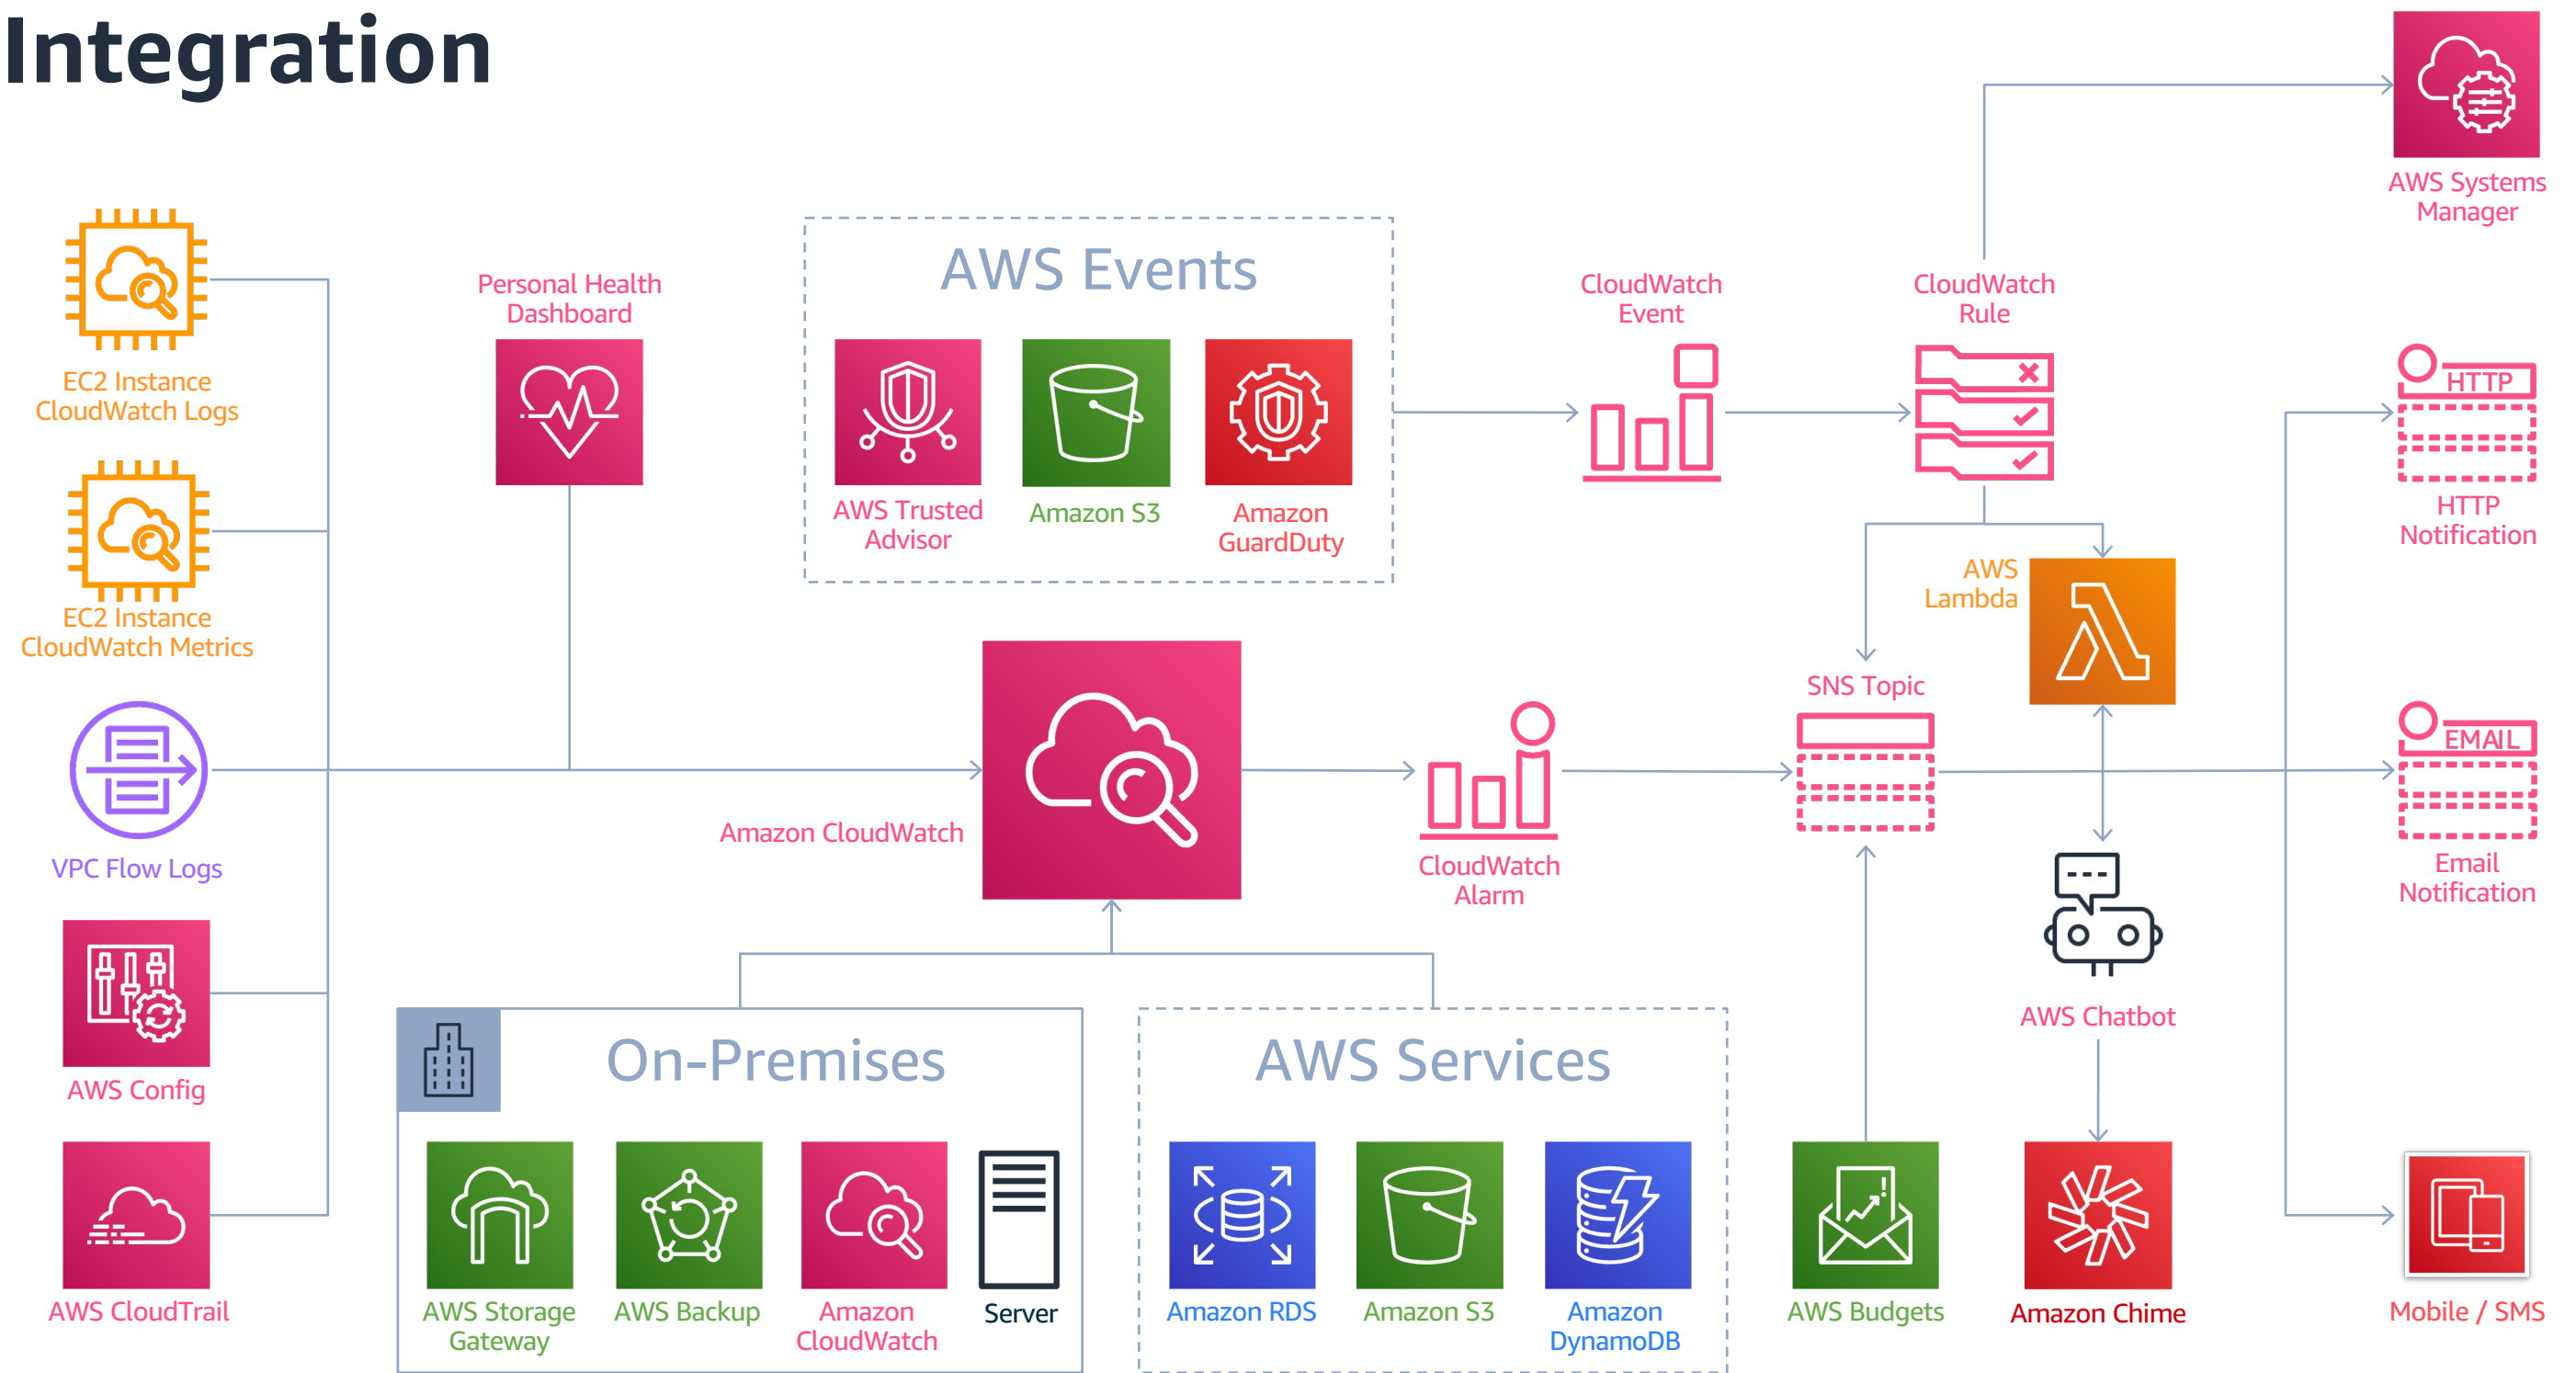 Integration
AWS Systems
Manager
EC2 Instance
CloudWatch Logs
EC2 Instance
CloudWatch Metrics
VPC Flow Logs
AWS Config
AWS CloudTrail
Personal Health
Dashboard
AWS Events
AWS Trusted
Advisor
Amazon S3
Amazon
GuardDuty
CloudWatch
Event
CloudWatch
Rule
HTTP
HTTP
Notification
AWS
Lambda
SNS Topic
Amazon CloudWatch
CloudWatch
Alarm
EMAIL
Email
Notification
AWS Chatbot
On-Premises
AWS Storage
Gateway
AWS Backup
Amazon
CloudWatch
Server
AWS Services
Amazon RDS
Amazon S3
Amazon
DynamoDB
AWS Budgets
Amazon Chime
Mobile / SMS